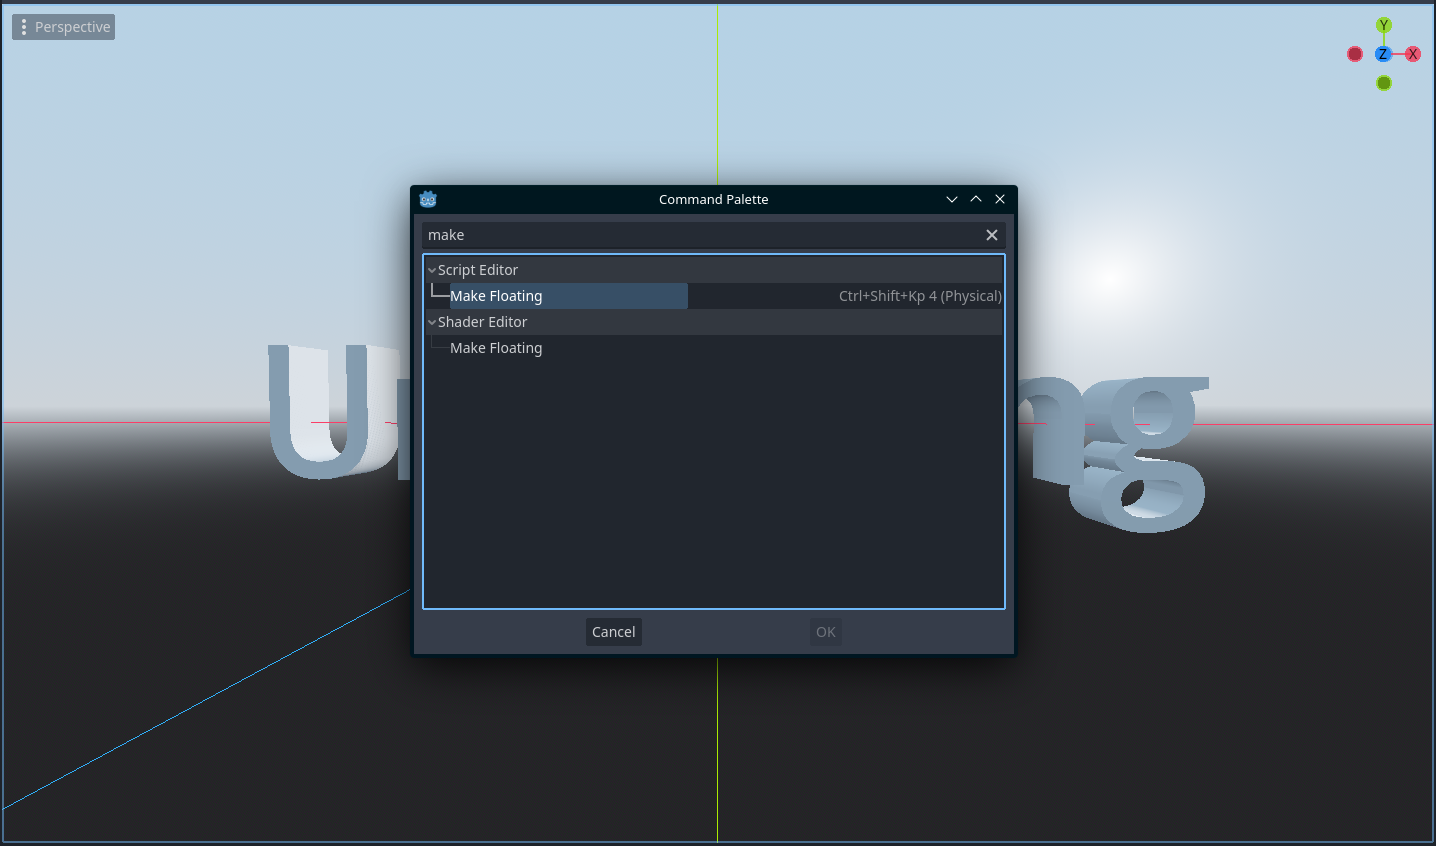 Perspective
Y
Z
X
Command Palette
make
Script Editor
Make Floating Ctrl+Shift+Kp 4 (Physical)
Shader Editor
Make Floating
U
ng
Cancel
OK